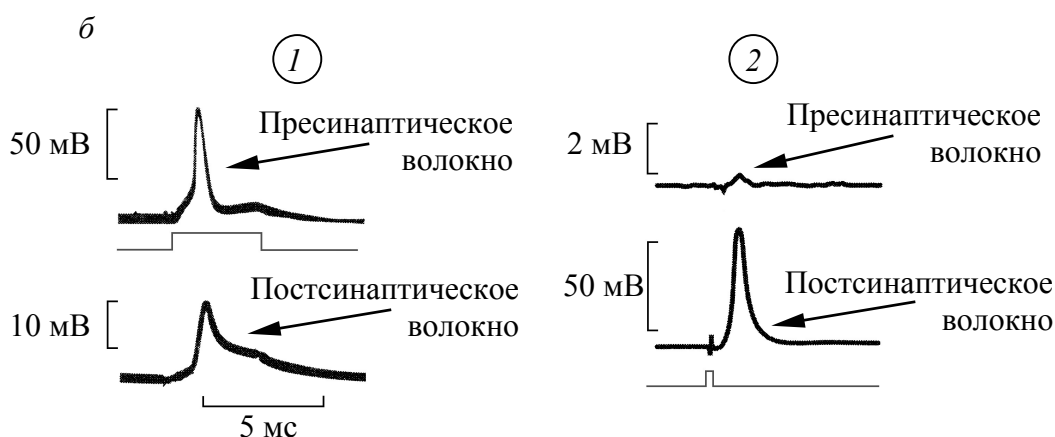 б
1
50 мВ
Пресинаптическое
волокно
10 мВ
Постсинаптическое
волокно
5 мс
2
2 мВ
Пресинаптическое
волокно
50 мВ
Постсинаптическое
волокно